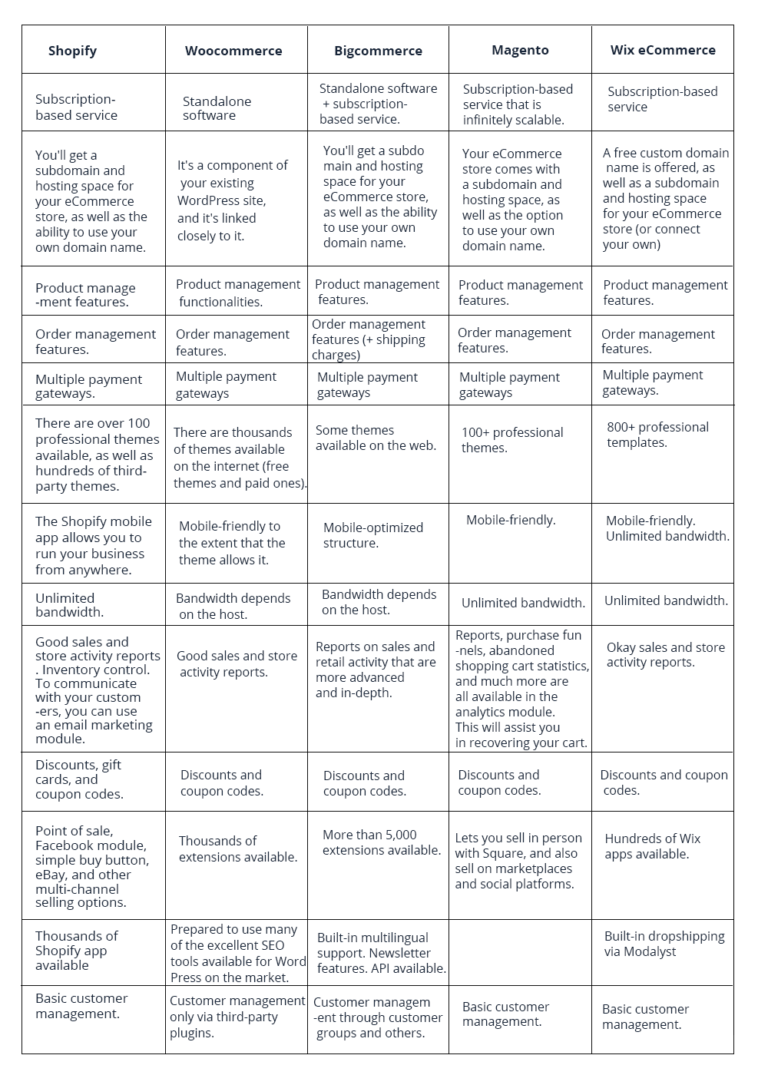 Shopify
Woocommerce
Bigcommerce
Magento
Wix eCommerce
Subscription-
based service
Standalone
software
Standalone software
+ subscription-
based service.
Subscription-based
service that is
infinitely scalable.
Subscription-based
service
You'll get a
subdomain and
hosting space for
your eCommerce
store, as well as the
ability to use your
own domain name.
It's a component of
your existing
WordPress site,
and it's linked
closely to it.
You'll get a subdo
main and hosting
space for your
eCommerce store,
as well as the ability
to use your own
domain name.
Your eCommerce
store comes with
a subdomain and
hosting space, as
well as the option
to use your own
domain name.
A free custom domain
name is offered, as
well as a subdomain
and hosting space
for your eCommerce
store (or connect
your own)
Product manage
-ment features.
Product management
functionalities.
Product management
features.
Product management
features.
Product management
features.
Order management
features.
Order management
features.
Order management
features (+ shipping
charges)
Order management
features.
Order management
features.
Multiple payment
gateways.
Multiple payment
gateways
Multiple payment
gateways
Multiple payment
gateways
Multiple payment
gateways.
There are over 100
professional themes
available, as well as
hundreds of third-
party themes.
There are thousands
of themes available
on the internet (free
themes and paid ones).
Some themes
available on the web.
100+ professional
themes.
800+ professional
templates.
The Shopify mobile
app allows you to
run your business
from anywhere.
Mobile-friendly to
the extent that the
theme allows it.
Mobile-optimized
structure.
Mobile-friendly.
Mobile-friendly.
Unlimited bandwidth.
Unlimited
bandwidth.
Bandwidth depends
on the host.
Bandwidth depends
on the host.
Unlimited bandwidth.
Unlimited bandwidth.
Good sales and
store activity reports
. Inventory control.
To communicate
with your custom
-ers, you can use
an email marketing
module.
Good sales and store
activity reports.
Reports on sales and
retail activity that are
more advanced
and in-depth.
Reports, purchase fun
-nels, abandoned
shopping cart statistics,
and much more are
all available in the
analytics module.
This will assist you
in recovering your cart.
Okay sales and store
activity reports.
Discounts, gift
cards, and
coupon codes.
Discounts and
coupon codes.
Discounts and
coupon codes.
Discounts and
coupon codes.
Discounts and coupon
codes.
Point of sale,
Facebook module,
simple buy button,
eBay, and other
multi-channel
selling options.
Thousands of
extensions available.
More than 5,000
extensions available.
Lets you sell in person
with Square, and also
sell on marketplaces
and social platforms.
Hundreds of Wix
apps available.
Thousands of
Shopify app
available
Prepared to use many
of the excellent SEO
tools available for Word
Press on the market.
Built-in multilingual
support. Newsletter
features. API available.
Built-in dropshipping
via Modalyst
Basic customer
management.
Customer management
only via third-party
plugins.
Customer managem
-ent through customer
groups and others.
Basic customer
management.
Basic customer
management.